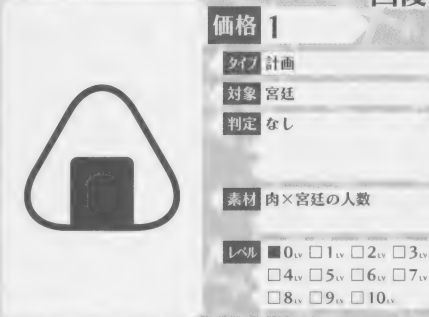 価格 1
タイプ 計画
対象 宮廷
判定 なし
素材 肉×宮廷の人数
レベル ■0LV □1LV □2LV □3LV
□4LV □5LV □6LV □7LV
□8LV □9LV □10LV